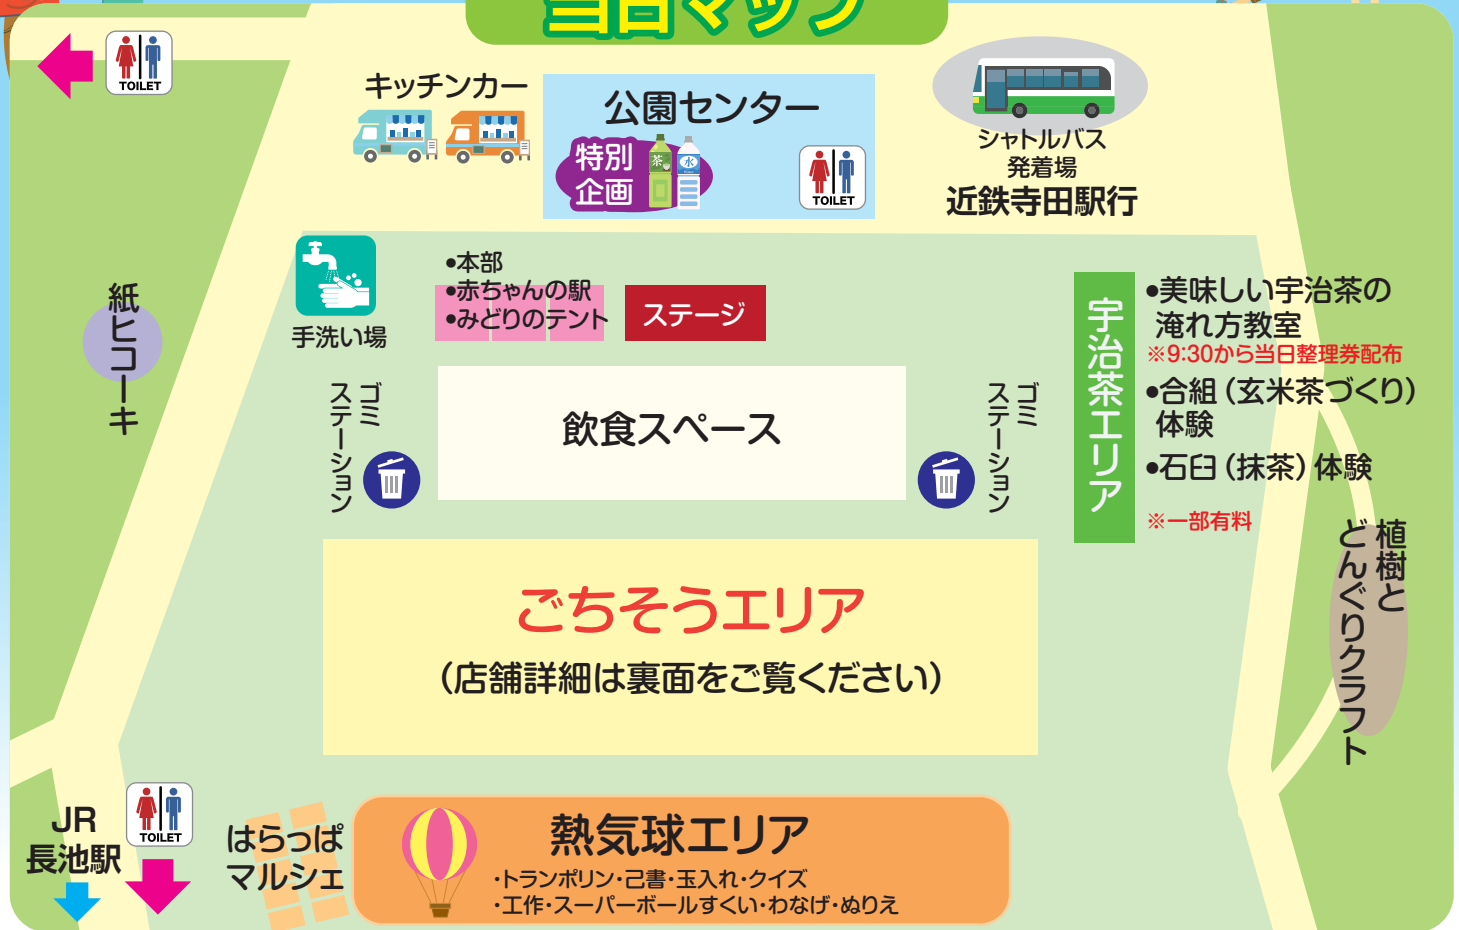 当日マップ
TOILET
キッチンカー
公園センター
特別
企画
茶
水
TOILET
シャトルバス
発着場
近鉄寺田駅行
手洗い場
●本部
●赤ちゃんの駅
●みどりのテント
ステージ
紙ヒコーキ
ゴミ
ステーション
飲食スペース
ゴミ
ステーション
宇治茶エリア
●美味しい宇治茶の
淹れ方教室
※9:30から当日整理券配布
●合組（玄米茶づくり）
体験
●石臼（抹茶）体験
※一部有料
植樹と
どんぐりクラフト
ごちそうエリア
（店舗詳細は裏面をご覧ください）
JR
長池駅
TOILET
はらっぱ
マルシェ
熱気球エリア
・トランポリン・己書・玉入れ・クイズ
・工作・スーパーボールすくい・わなげ・ぬりえ